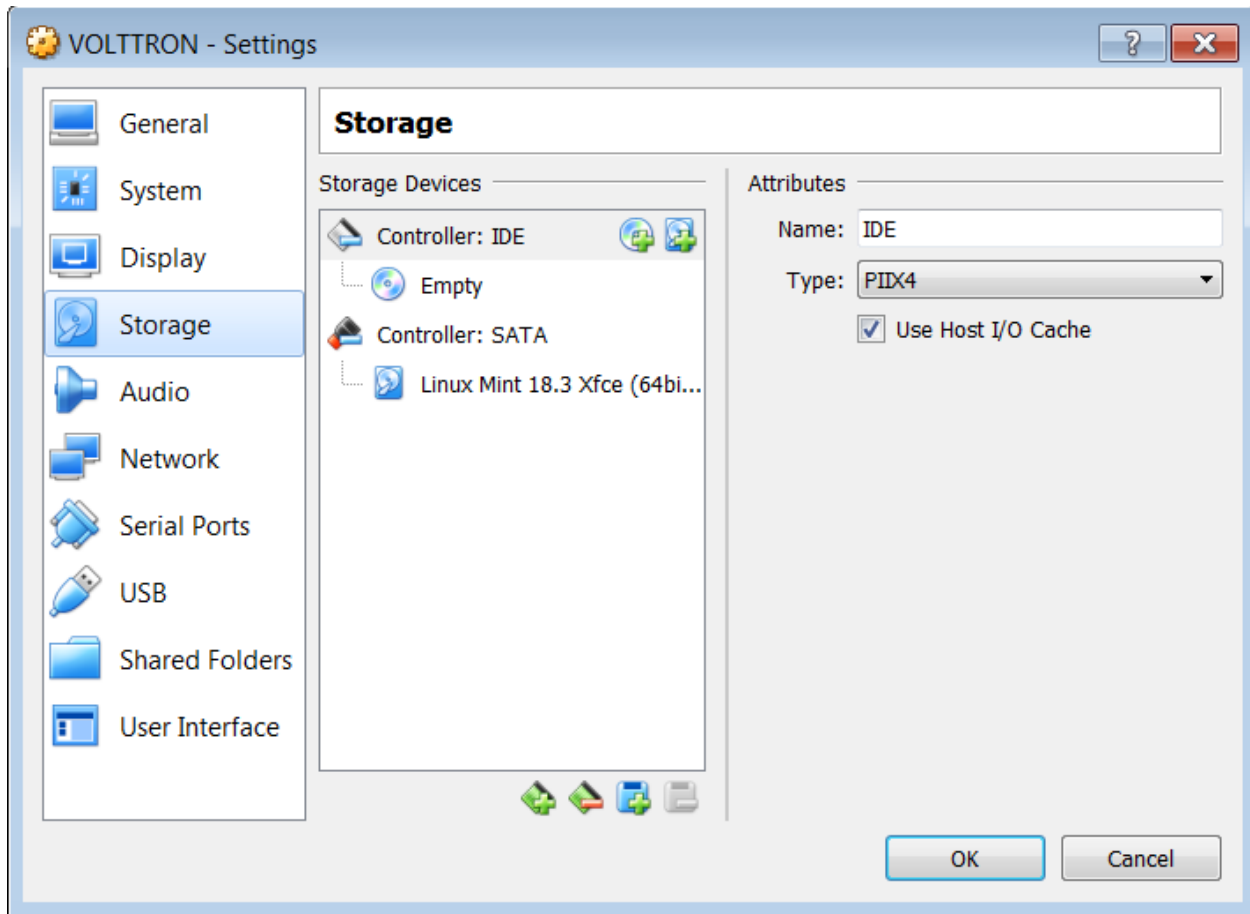 VOLTTRON - Settings
General
System
Display
Storage
Audio
Network
Serial Ports
USB
Shared Folders
User Interface
Storage
Storage Devices
Controller: IDE
Empty
Controller: SATA
Linux Mint 18.3 Xfce (64bi...
Attributes
Name: IDE
Type: PIIX4
Use Host I/O Cache
OK
Cancel